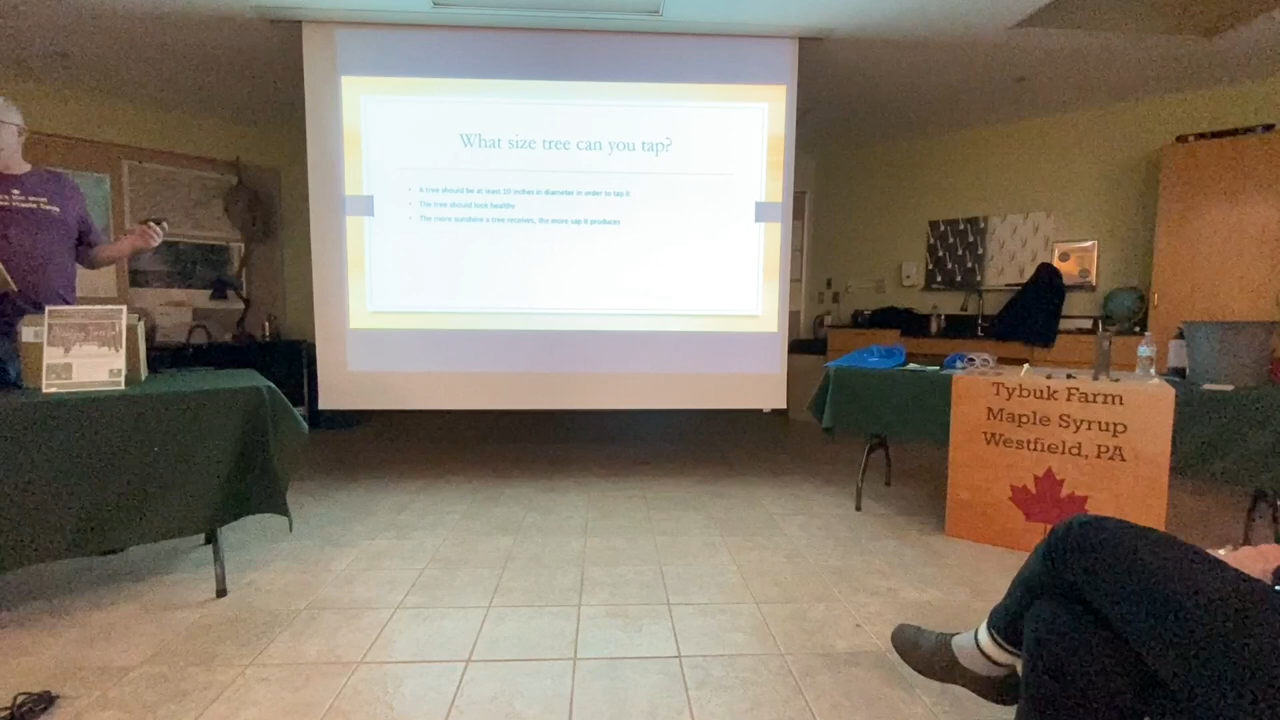 What size tree can you tap?
A tree should be at least 10 inches in diameter in order to tap it
The tree should look healthy
The more sunshine a tree receives, the more sap it produces
Tybuk Farm
Maple Syrup
Westfield, PA